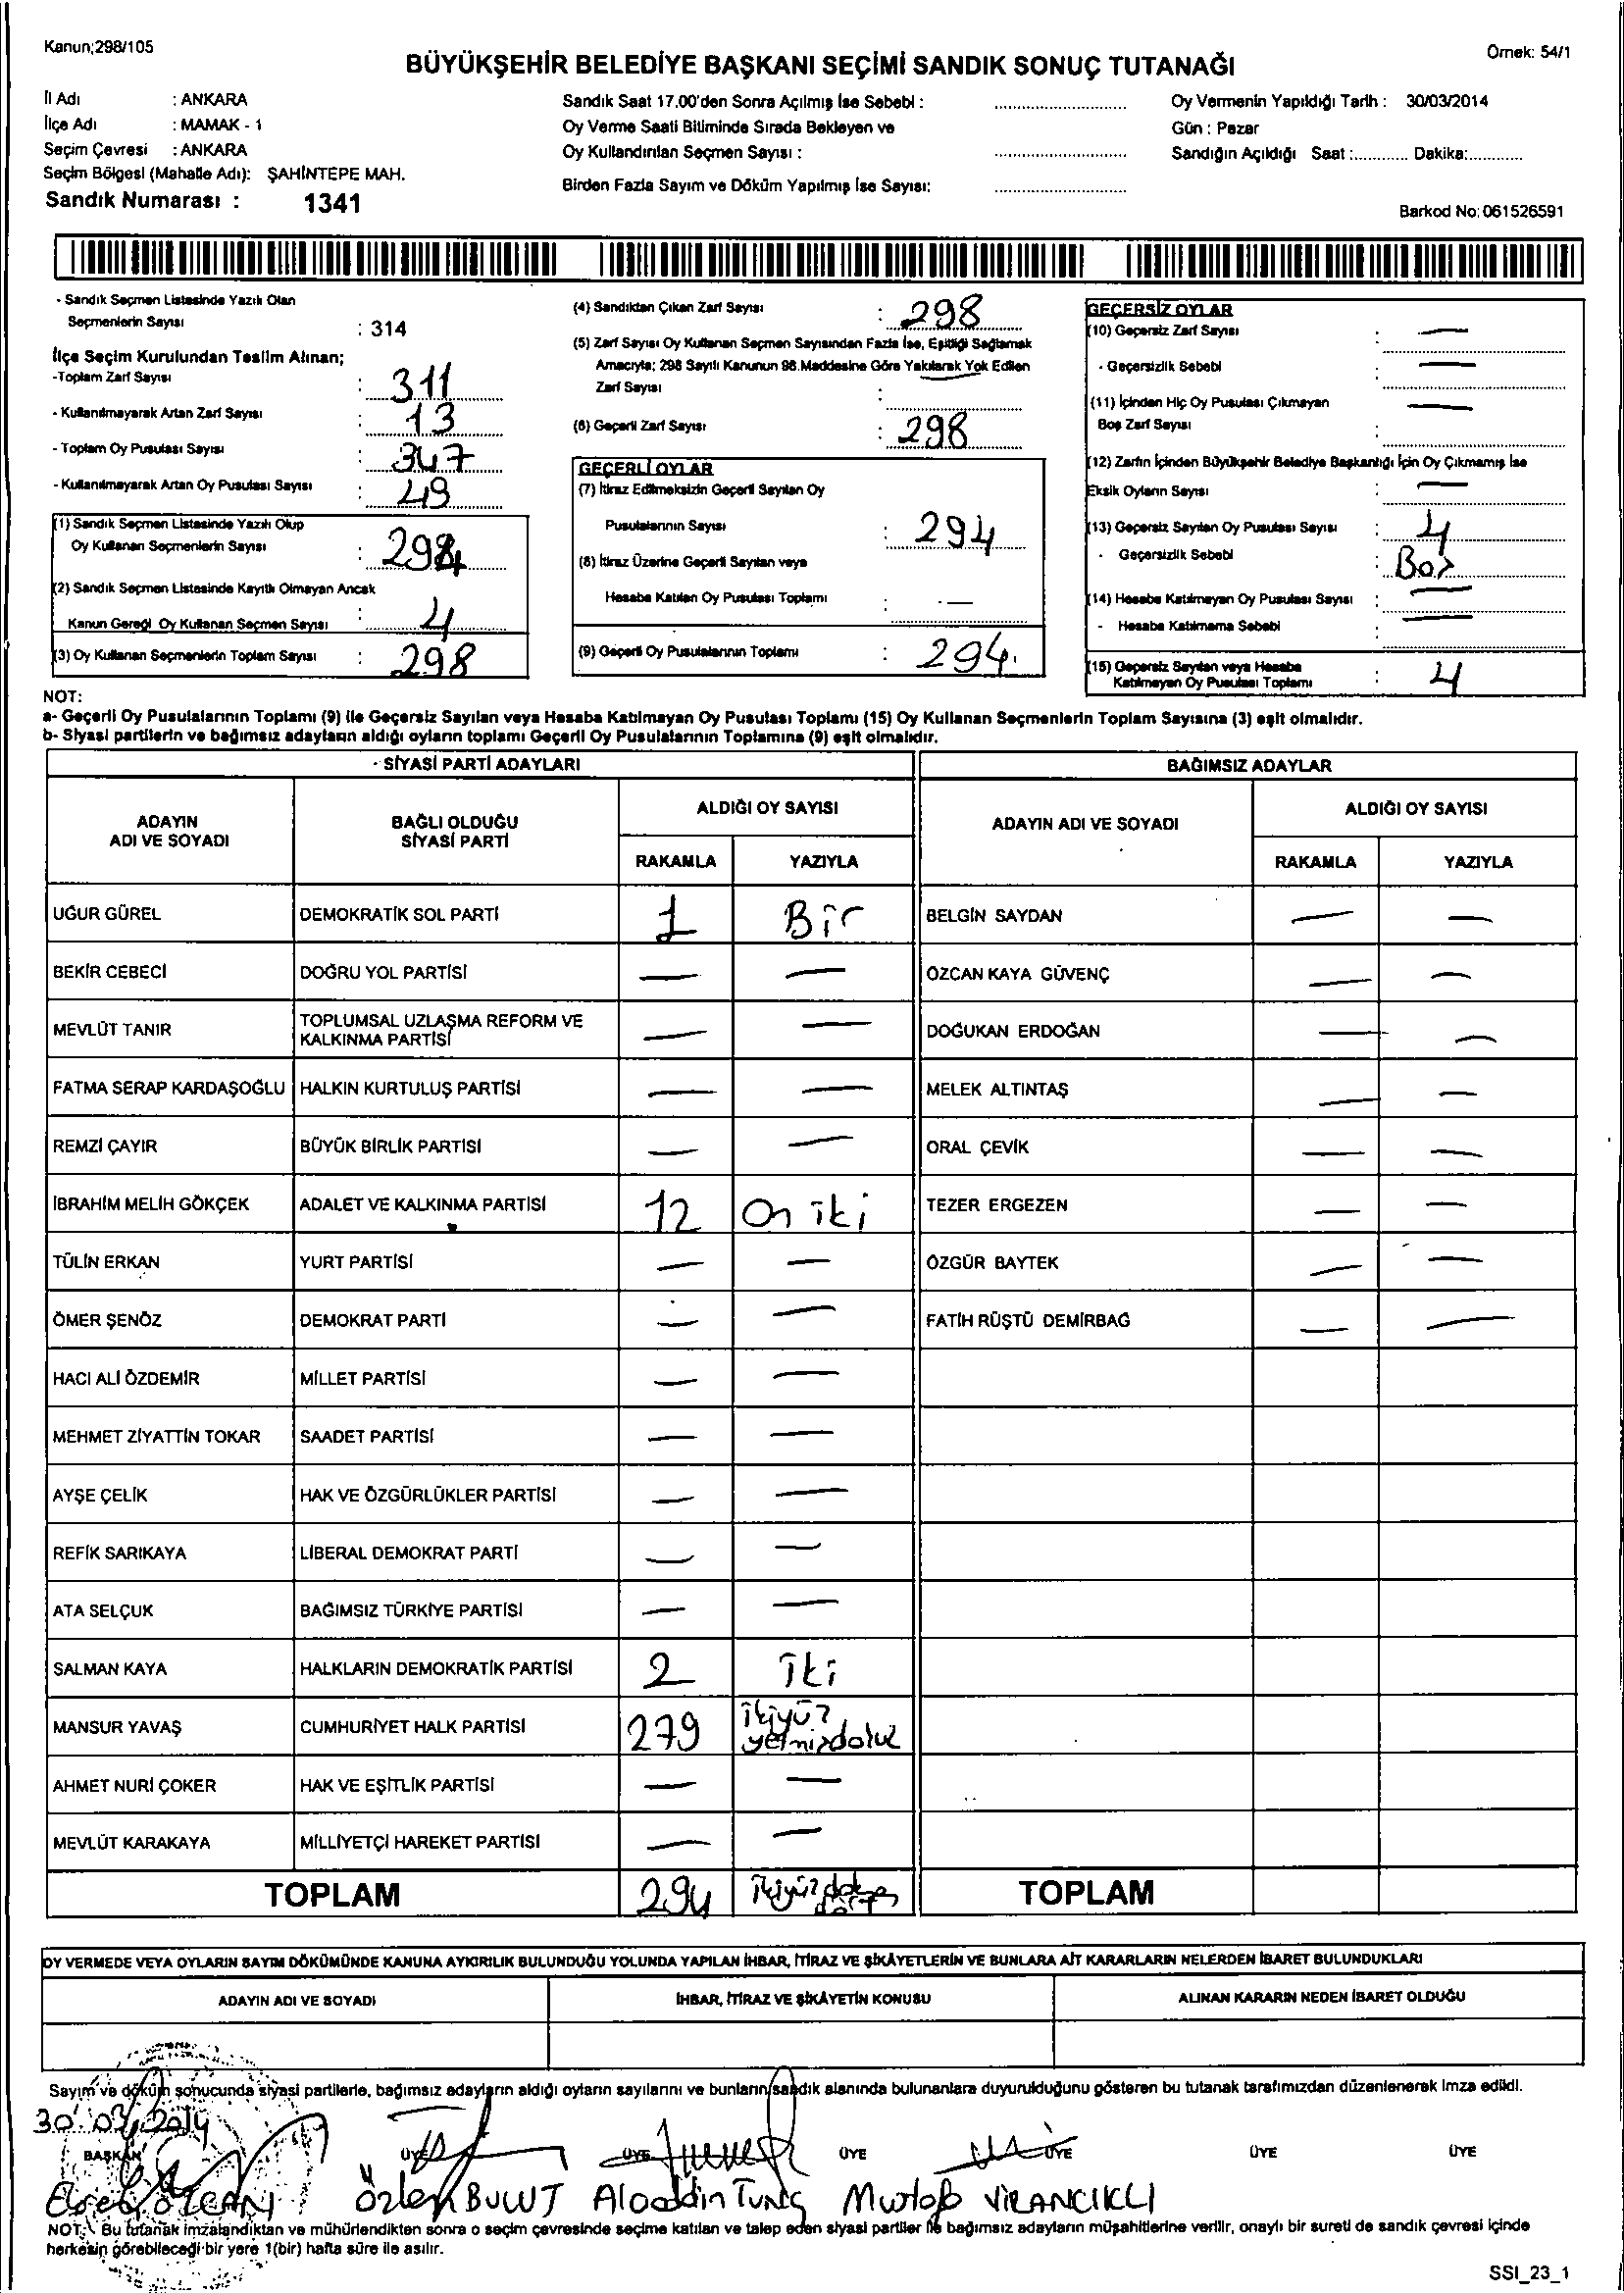 Kanun;298/105
Örnek: 54/1
BÜYÜKŞEHİR BELEDİYE BAŞKANI SEÇİMİ SANDIK SONUÇ TUTANAĞI
İl Adı : ANKARA
İlçe Adı : MAMAK - 1
Seçim Çevresi : ANKARA
Seçim Bölgesi (Mahalle Adı): ŞAHİNTEPE MAH.
Sandık Numarası : 1341
Sandık Saat 17.00'den Sonra Açılmış İse Sebebi : ..............................
Oy Verme Saati Bitiminde Sırada Bekleyen ve
Oy Kullandırılan Seçmen Sayısı : ..............................
Birden Fazla Sayım ve Döküm Yapılmış İse Sayısı: ..............................
Oy Vermenin Yapıldığı Tarih : 30/03/2014
Gün : Pazar
Sandığın Açıldığı Saat :............ Dakika:............
Barkod No: 061526591
- Sandık Seçmen Listesinde Yazılı Olan
Seçmenlerin Sayısı : 314
İlçe Seçim Kurulundan Teslim Alınan;
-Toplam Zarf Sayısı : 311
- Kullanılmayarak Artan Zarf Sayısı : 13
- Toplam Oy Pusulası Sayısı : 347
- Kullanılmayarak Artan Oy Pusulası Sayısı : 49
(1) Sandık Seçmen Listesinde Yazılı Olup
Oy Kullanan Seçmenlerin Sayısı : 294
(2) Sandık Seçmen Listesinde Kayıtlı Olmayan Ancak
Kanun Gereği Oy Kullanan Seçmen Sayısı : 4
(3) Oy Kullanan Seçmenlerin Toplam Sayısı : 298
(4) Sandıktan Çıkan Zarf Sayısı : 298
(5) Zarf Sayısı Oy Kullanan Seçmen Sayısından Fazla İse, Eşitliği Sağlamak
Amacıyla; 298 Sayılı Kanunun 98.Maddesine Göre Yakılarak Yok Edilen
Zarf Sayısı : —
(6) Geçerli Zarf Sayısı : 298
GEÇERLİ OYLAR
(7) İtiraz Edilmeksizin Geçerli Sayılan Oy
Pusulalarının Sayısı : 294
(8) İtiraz Üzerine Geçerli Sayılan veya
Hesaba Katılan Oy Pusulası Toplamı : —
(9) Geçerli Oy Pusulalarının Toplamı : 294
GEÇERSİZ OYLAR
(10) Geçersiz Zarf Sayısı : —
- Geçersizlik Sebebi : —
(11) İçinden Hiç Oy Pusulası Çıkmayan —
Boş Zarf Sayısı :
(12) Zarfın İçinden Büyükşehir Belediye Başkanlığı İçin Oy Çıkmamış İse
Eksik Oyların Sayısı : —
(13) Geçersiz Sayılan Oy Pusulası Sayısı : 4
- Geçersizlik Sebebi : Boş
(14) Hesaba Katılmayan Oy Pusulası Sayısı : —
- Hesaba Katılmama Sebebi : —
(15) Geçersiz Sayılan veya Hesaba
Katılmayan Oy Pusulası Toplamı : 4
NOT:
a- Geçerli Oy Pusulalarının Toplamı (9) ile Geçersiz Sayılan veya Hesaba Katılmayan Oy Pusulası Toplamı (15) Oy Kullanan Seçmenlerin Toplam Sayısına (3) eşit olmalıdır.
b- Siyasi partilerin ve bağımsız adayların aldığı oyların toplamı Geçerli Oy Pusulalarının Toplamına (9) eşit olmalıdır.
SİYASİ PARTİ ADAYLARI BAĞIMSIZ ADAYLAR
ADAYIN ADI VE SOYADI BAĞLI OLDUĞU SİYASİ PARTİ ALDIĞI OY SAYISI ADAYIN ADI VE SOYADI ALDIĞI OY SAYISI
RAKAMLA YAZIYLA RAKAMLA YAZIYLA
UĞUR GÜREL DEMOKRATİK SOL PARTİ 1 Bir BELGİN SAYDAN — —
BEKİR CEBECİ DOĞRU YOL PARTİSİ — — ÖZCAN KAYA GÜVENÇ — —
MEVLÜT TANIR TOPLUMSAL UZLAŞMA REFORM VE KALKINMA PARTİSİ — — DOĞUKAN ERDOĞAN — —
FATMA SERAP KARDAŞOĞLU HALKIN KURTULUŞ PARTİSİ — — MELEK ALTINTAŞ — —
REMZİ ÇAYIR BÜYÜK BİRLİK PARTİSİ — — ORAL ÇEVİK — —
İBRAHİM MELİH GÖKÇEK ADALET VE KALKINMA PARTİSİ 12 On iki TEZER ERGEZEN — —
TÜLİN ERKAN YURT PARTİSİ — — ÖZGÜR BAYTEK — —
ÖMER ŞENÖZ DEMOKRAT PARTİ — — FATİH RÜŞTÜ DEMİRBAĞ — —
HACI ALİ ÖZDEMİR MİLLET PARTİSİ — —
MEHMET ZİYATTİN TOKAR SAADET PARTİSİ — —
AYŞE ÇELİK HAK VE ÖZGÜRLÜKLER PARTİSİ — —
REFİK SARIKAYA LİBERAL DEMOKRAT PARTİ — —
ATA SELÇUK BAĞIMSIZ TÜRKİYE PARTİSİ — —
SALMAN KAYA HALKLARIN DEMOKRATİK PARTİSİ 2 iki
MANSUR YAVAŞ CUMHURİYET HALK PARTİSİ 279 ikiyüz yetmişdokuz
AHMET NURİ ÇOKER HAK VE EŞİTLİK PARTİSİ — —
MEVLÜT KARAKAYA MİLLİYETÇİ HAREKET PARTİSİ — —
TOPLAM 294 ikiyüz doksan dört TOPLAM
OY VERMEDE VEYA OYLARIN SAYIM DÖKÜMÜNDE KANUNA AYKIRILIK BULUNDUĞU YOLUNDA YAPILAN İHBAR, İTİRAZ VE ŞİKÂYETLERİN VE BUNLARA AİT KARARLARIN NELERDEN İBARET BULUNDUKLARI
ADAYIN ADI VE SOYADI İHBAR, İTİRAZ VE ŞİKÂYETİN KONUSU ALINAN KARARIN NEDEN İBARET OLDUĞU
Sayım ve döküm sonucunda siyasi partilerle, bağımsız adayların aldığı oyların sayılarını ve bunların sandık alanında bulunanlara duyurulduğunu gösteren bu tutanak tarafımızdan düzenlenerek imza edildi.
30.03.2014
BAŞKAN ÜYE ÜYE ÜYE ÜYE ÜYE ÜYE
ÖZCAN Özlem BULUT Alaaddin Tunç Mustafa VİRANCIKLI
NOT: Bu tutanak imzalandıktan ve mühürlendikten sonra o seçim çevresinde seçime katılan ve talep eden siyasi partiler ile bağımsız adayların müşahitlerine verilir, onaylı bir sureti de sandık çevresi içinde
herkesin görebileceği bir yere 1(bir) hafta süre ile asılır.
SSI_23_1